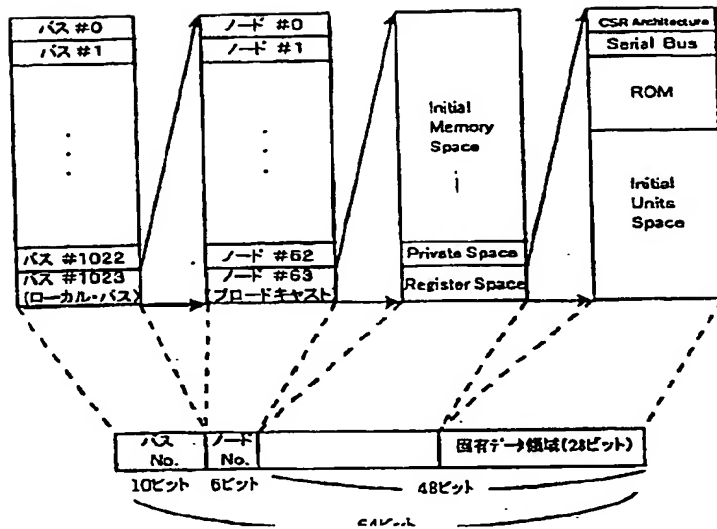 バス #0
バス #1
バス #1022
バス #1023
(ローカル・バス)
ノード #0
ノード #1
ノード #62
ノード #63
(ブロードキャスト)
Initial
Memory
Space
Private Space
Register Space
CSR Architecture
Serial Bus
ROM
Initial
Units
Space
バス
No.
ノード
No.
固有データ領域(28ビット)
10ビット
6ビット
48ビット
64ビット